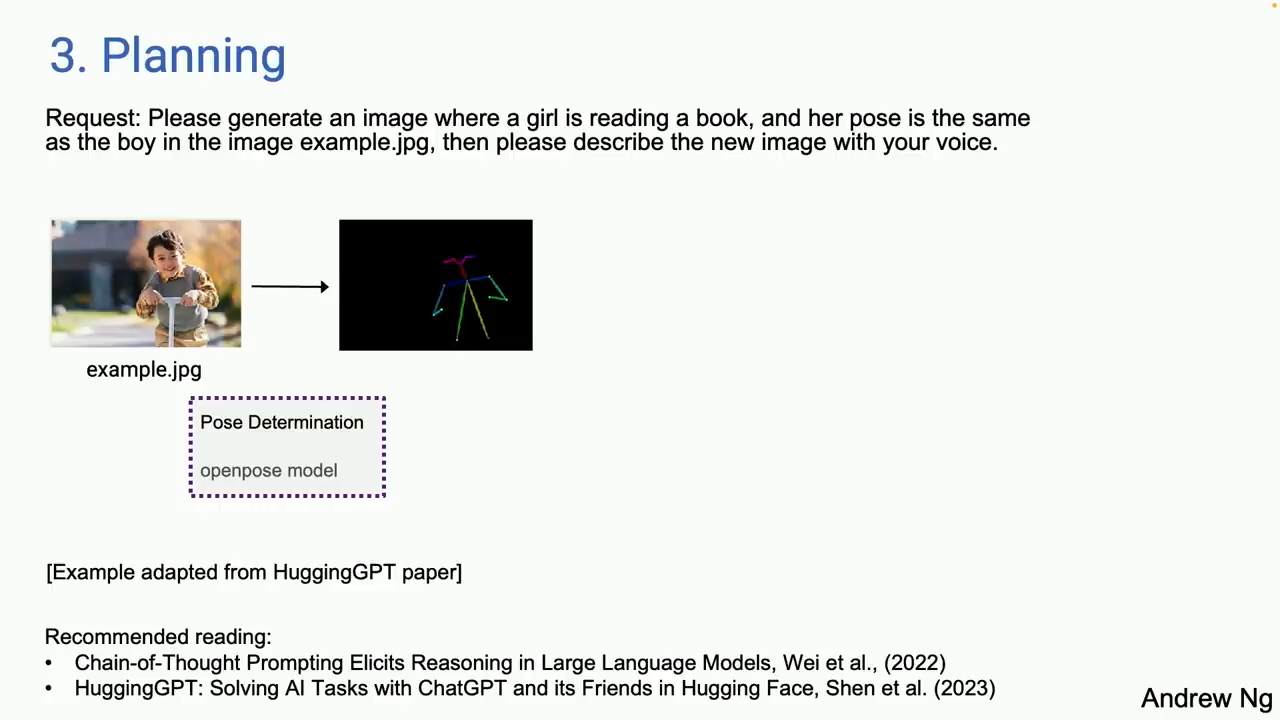 3. Planning
Request: Please generate an image where a girl is reading a book, and her pose is the same
as the boy in the image example.jpg, then please describe the new image with your voice.
example.jpg
Pose Determination
openpose model
[Example adapted from HuggingGPT paper]
Recommended reading:
• Chain-of-Thought Prompting Elicits Reasoning in Large Language Models, Wei et al., (2022)
• HuggingGPT: Solving AI Tasks with ChatGPT and its Friends in Hugging Face, Shen et al. (2023)
Andrew Ng